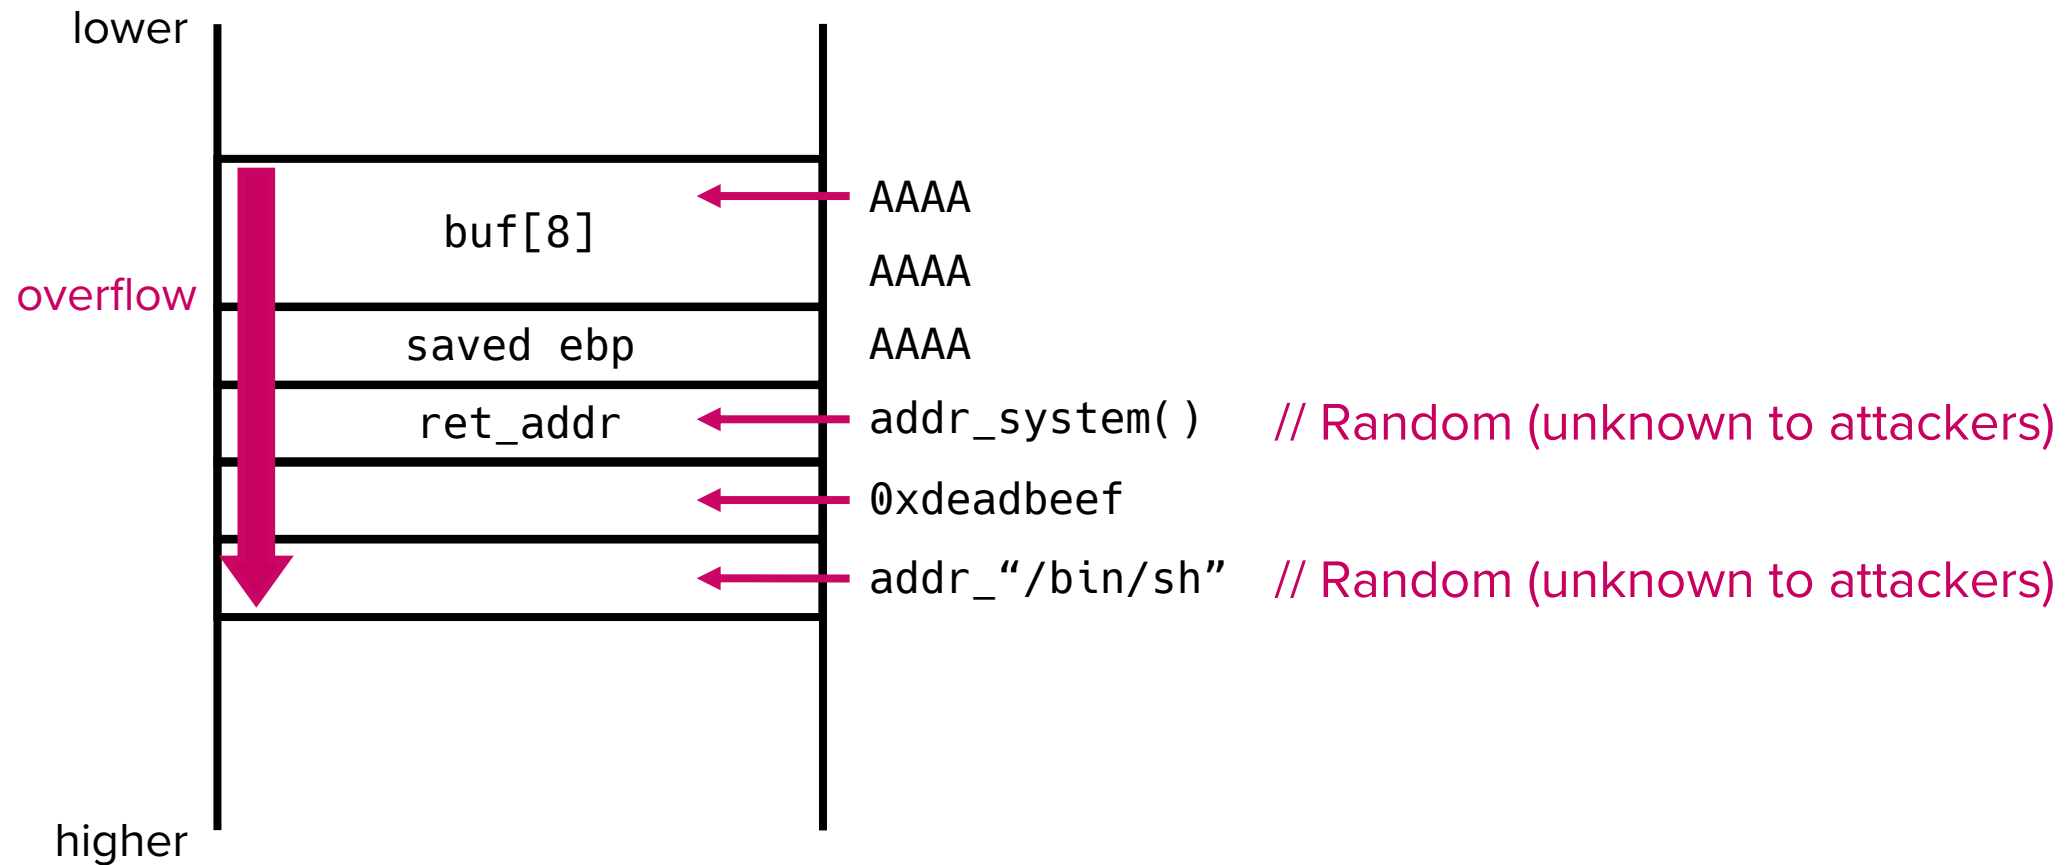 lower
AAAA
buf[8]
AAAA
overflow
saved ebp
AAAA
ret_addr
addr_system()
// Random (unknown to attackers)
0xdeadbeef
addr_“/bin/sh”
// Random (unknown to attackers)
higher